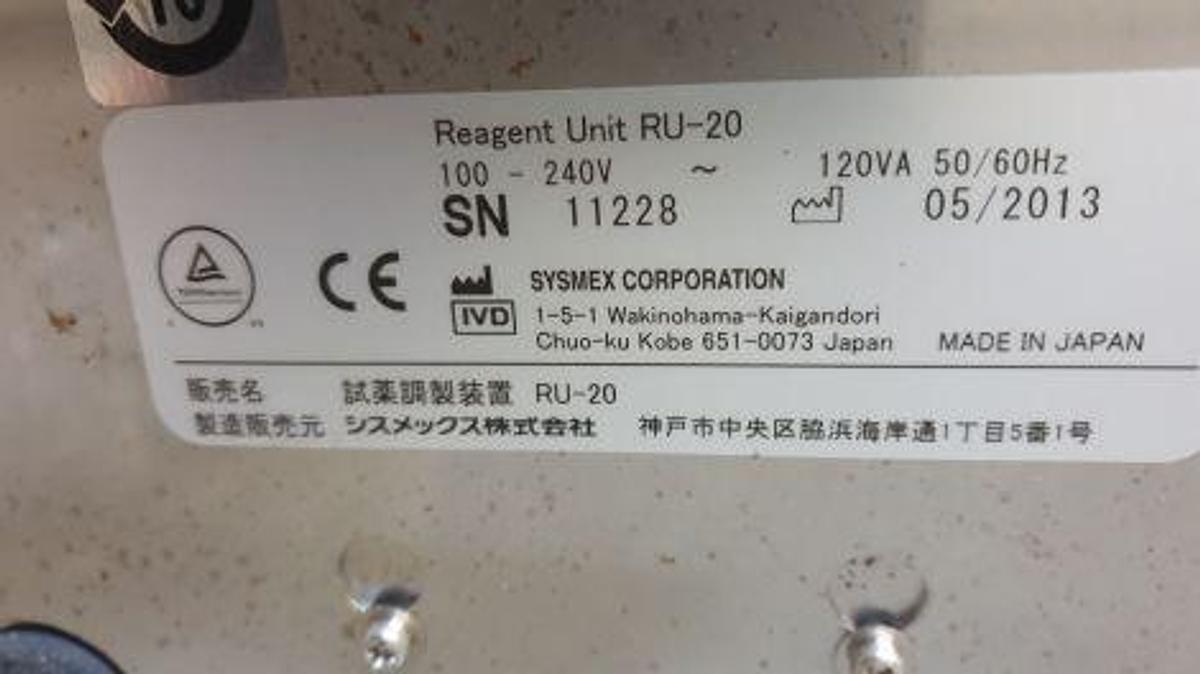 10
Reagent Unit RU-20
100 - 240V ~ 120VA 50/60Hz
SN 11228 05/2013
CE
SYSMEX CORPORATION
IVD 1-5-1 Wakinohama-Kaigandori
Chuo-ku Kobe 651-0073 Japan MADE IN JAPAN
販売名 試薬調製装置 RU-20
製造販売元 シスメックス株式会社 神戸市中央区脇浜海岸通1丁目5番1号